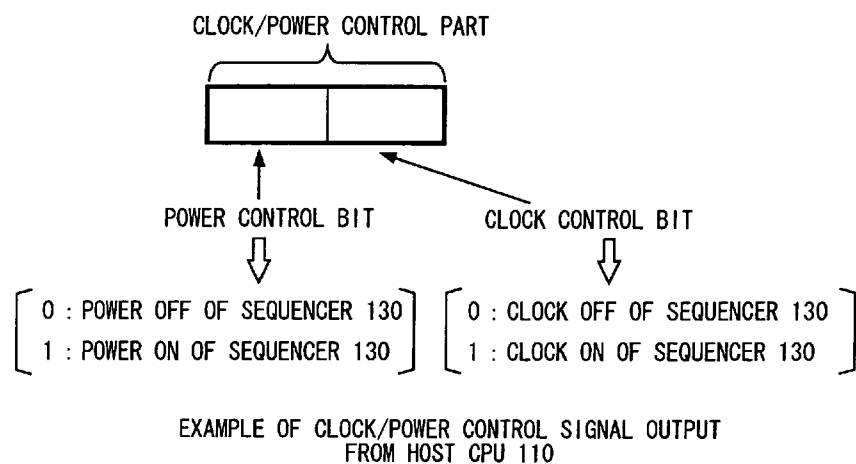 CLOCK/POWER CONTROL PART
POWER CONTROL BIT
CLOCK CONTROL BIT
0 : POWER OFF OF SEQUENCER 130
1 : POWER ON OF SEQUENCER 130
0 : CLOCK OFF OF SEQUENCER 130
1 : CLOCK ON OF SEQUENCER 130
EXAMPLE OF CLOCK/POWER CONTROL SIGNAL OUTPUT
FROM HOST CPU 110